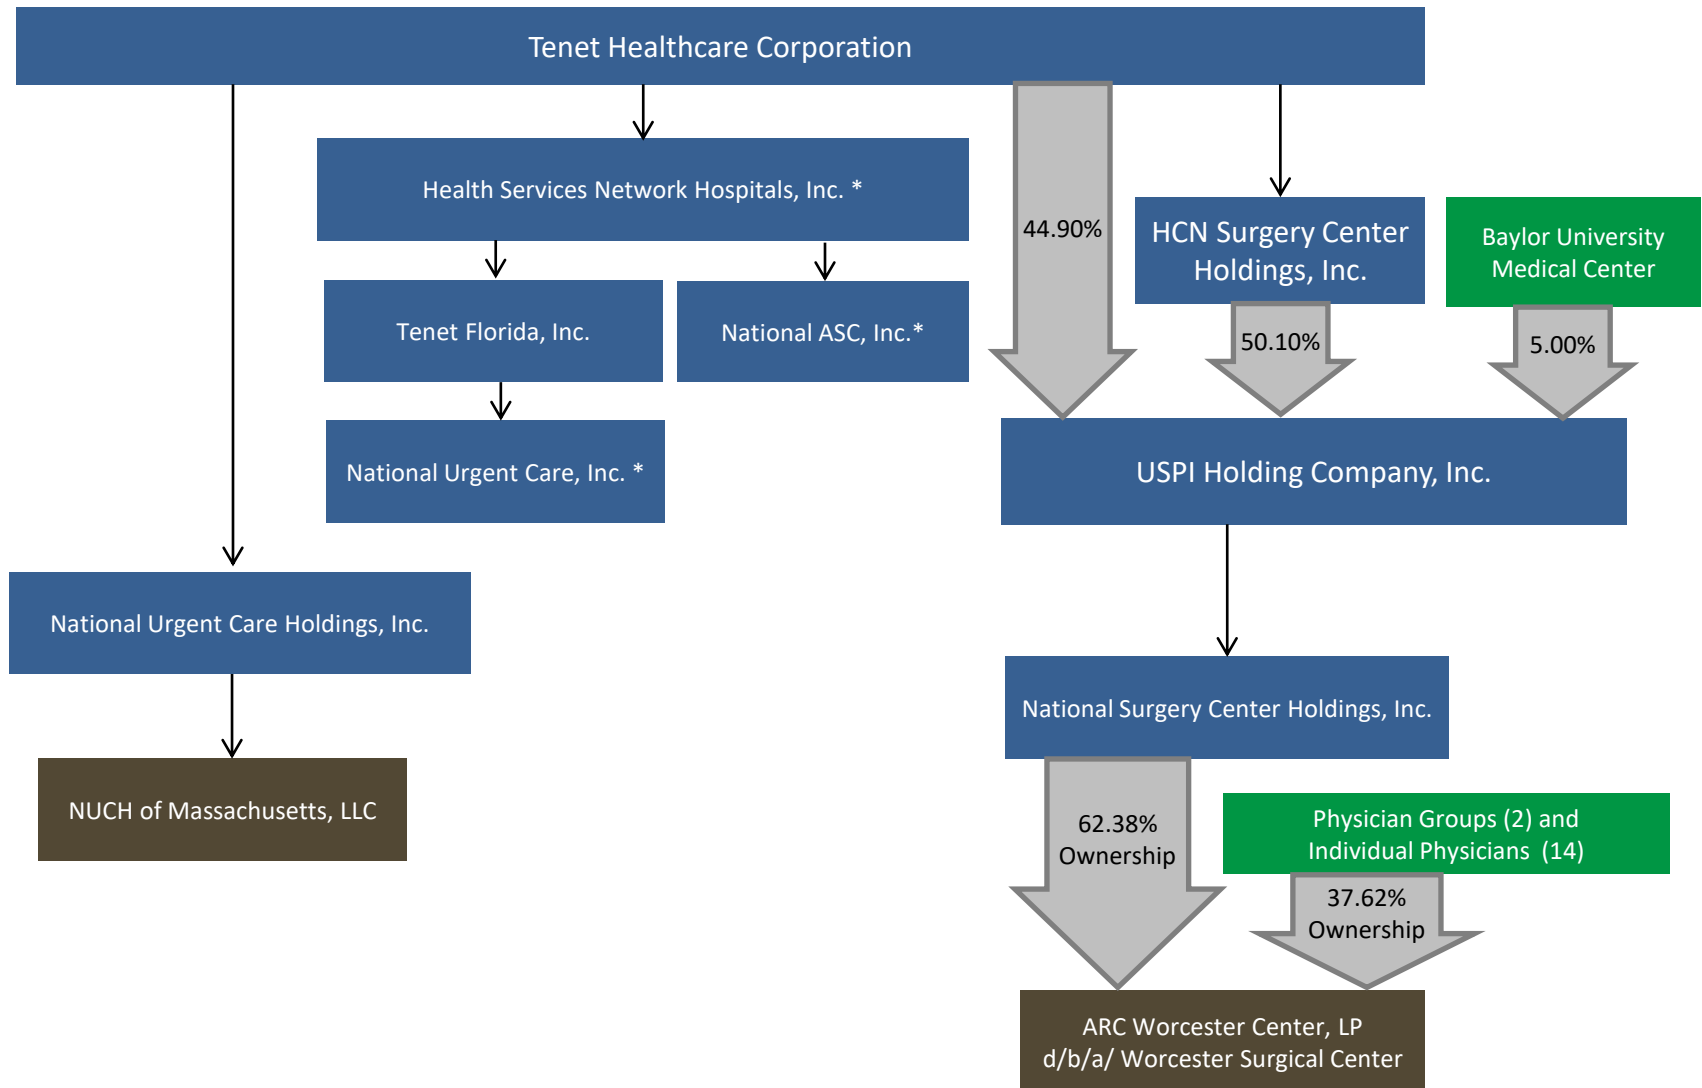 Tenet Healthcare Corporation
Health Services Network Hospitals, Inc. *
44.90%
HCN Surgery Center
Holdings, Inc.
Baylor University
Medical Center
Tenet Florida, Inc.
National ASC, Inc.*
50.10%
5.00%
National Urgent Care, Inc. *
USPI Holding Company, Inc.
National Urgent Care Holdings, Inc.
National Surgery Center Holdings, Inc.
NUCH of Massachusetts, LLC
62.38%
Ownership
Physician Groups (2) and
Individual Physicians (14)
37.62%
Ownership
ARC Worcester Center, LP
d/b/a/ Worcester Surgical Center